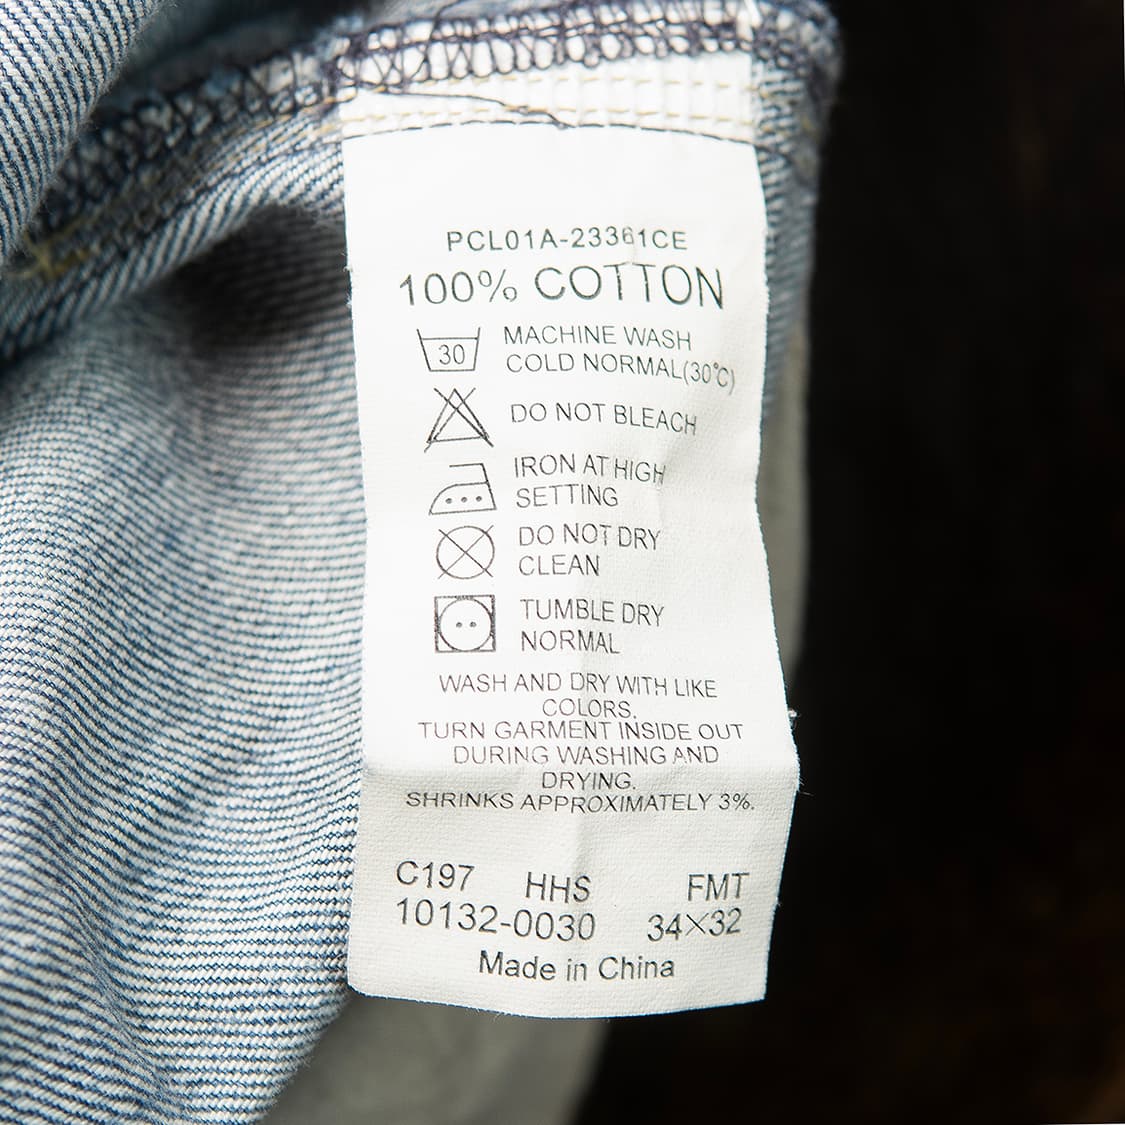 PCL01A-23361CE
100% COTTON
30
MACHINE WASH
COLD NORMAL(30°C)
DO NOT BLEACH
IRON AT HIGH
SETTING
DO NOT DRY
CLEAN
TUMBLE DRY
NORMAL
WASH AND DRY WITH LIKE
COLORS.
TURN GARMENT INSIDE OUT
DURING WASHING AND
DRYING.
SHRINKS APPROXIMATELY 3%.
C197 HHS FMT
10132-0030 34×32
Made in China